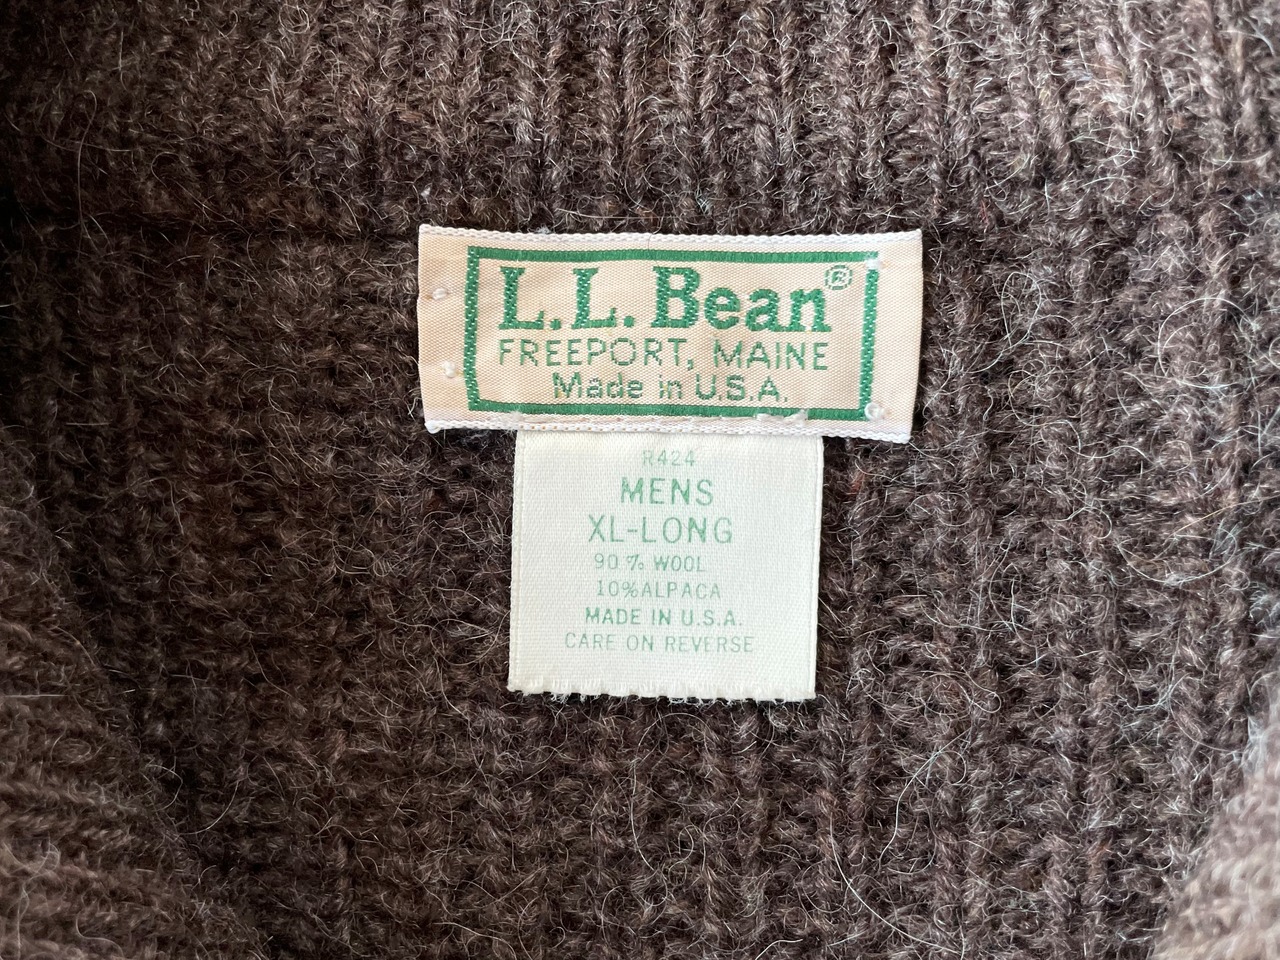 L.L.Bean®
FREEPORT, MAINE
Made in U.S.A.
R424
MENS
XL-LONG
90% WOOL
10%ALPACA
MADE IN U.S.A.
CARE ON REVERSE